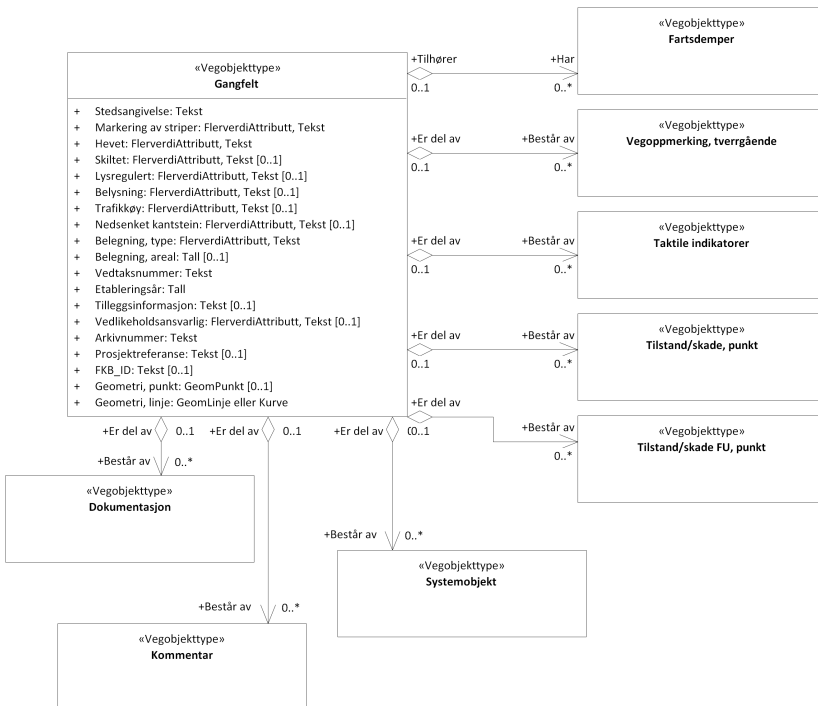 «Vegobjekttype»
Gangfelt
+ Stedsangivelse: Tekst
+ Markering av striper: FlerverdiAttributt, Tekst
+ Hevet: FlerverdiAttributt, Tekst
+ Skiltet: FlerverdiAttributt, Tekst [0..1]
+ Lysregulert: FlerverdiAttributt, Tekst [0..1]
+ Belysning: FlerverdiAttributt, Tekst [0..1]
+ Trafikkøy: FlerverdiAttributt, Tekst [0..1]
+ Nedsenket kantstein: FlerverdiAttributt, Tekst [0..1]
+ Belegning, type: FlerverdiAttributt, Tekst
+ Belegning, areal: Tall [0..1]
+ Vedtaksnummer: Tekst
+ Etableringsår: Tall
+ Tilleggsinformasjon: Tekst [0..1]
+ Vedlikeholdsansvarlig: FlerverdiAttributt, Tekst [0..1]
+ Arkivnummer: Tekst
+ Prosjektreferanse: Tekst [0..1]
+ FKB_ID: Tekst [0..1]
+ Geometri, punkt: GeomPunkt [0..1]
+ Geometri, linje: GeomLinje eller Kurve
+Tilhører +Har
0..1 0..*
«Vegobjekttype»
Fartsdemper
+Er del av +Består av
0..1 0..*
«Vegobjekttype»
Vegoppmerking, tverrgående
+Er del av +Består av
0..1 0..*
«Vegobjekttype»
Taktile indikatorer
+Er del av +Består av
0..1 0..*
«Vegobjekttype»
Tilstand/skade, punkt
+Er del av
0..1
+Består av
0..*
«Vegobjekttype»
Tilstand/skade FU, punkt
+Er del av 0..1
+Består av 0..*
«Vegobjekttype»
Dokumentasjon
+Er del av 0..1
+Består av 0..*
«Vegobjekttype»
Kommentar
+Er del av 0..1
+Består av 0..*
«Vegobjekttype»
Systemobjekt